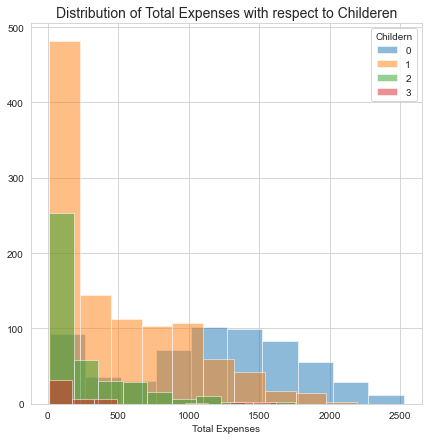 Distribution of Total Expenses with respect to Childeren
Childern
0
1
2
3
500
400
300
200
100
0
0 500 1000 1500 2000 2500
Total Expenses